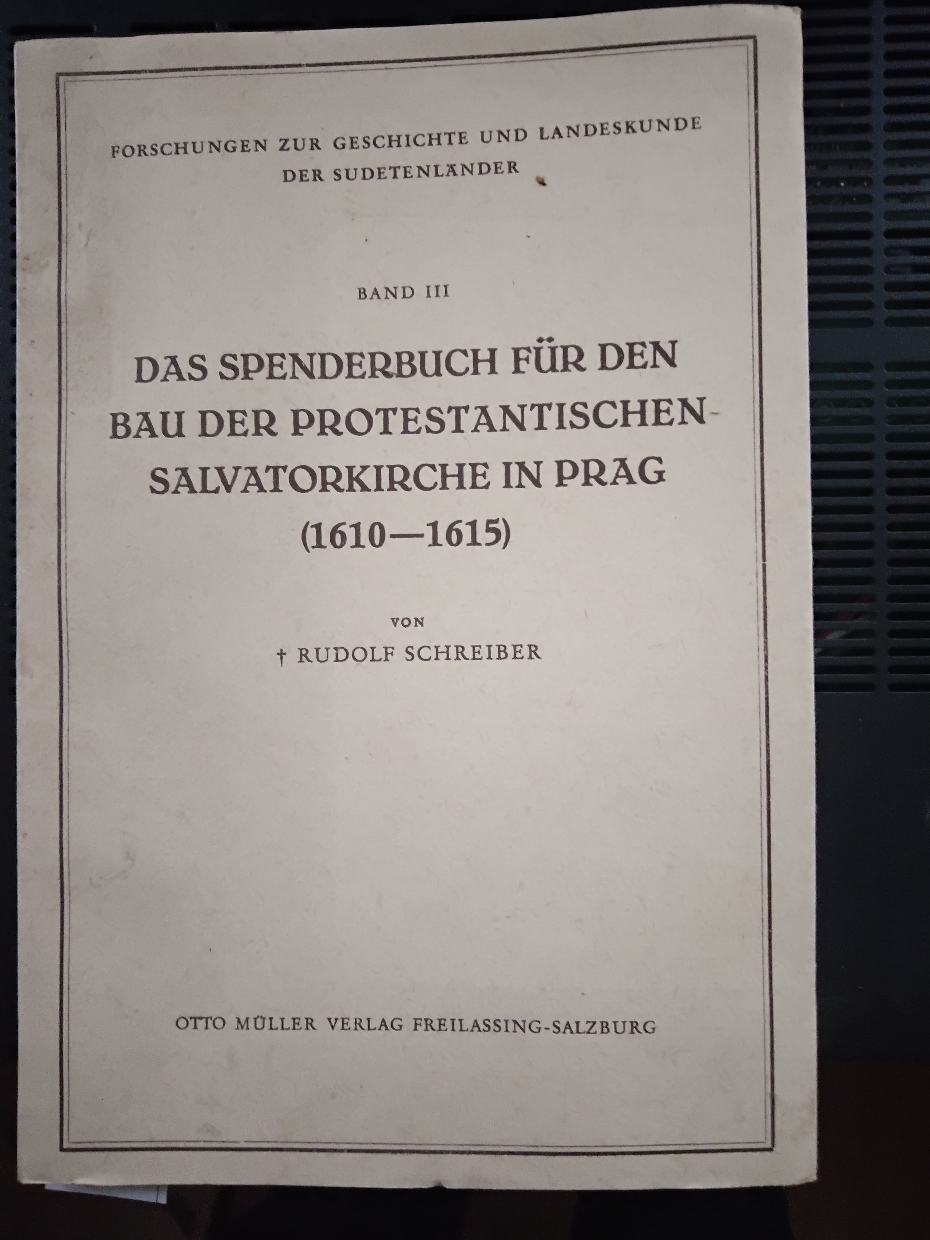 FORSCHUNGEN ZUR GESCHICHTE UND LANDESKUNDE
DER SUDETENLÄNDER
BAND III
DAS SPENDERBUCH FÜR DEN
BAU DER PROTESTANTISCHEN-
SALVATORKIRCHE IN PRAG
(1610—1615)
VON
† RUDOLF SCHREIBER
OTTO MÜLLER VERLAG FREILASSING-SALZBURG